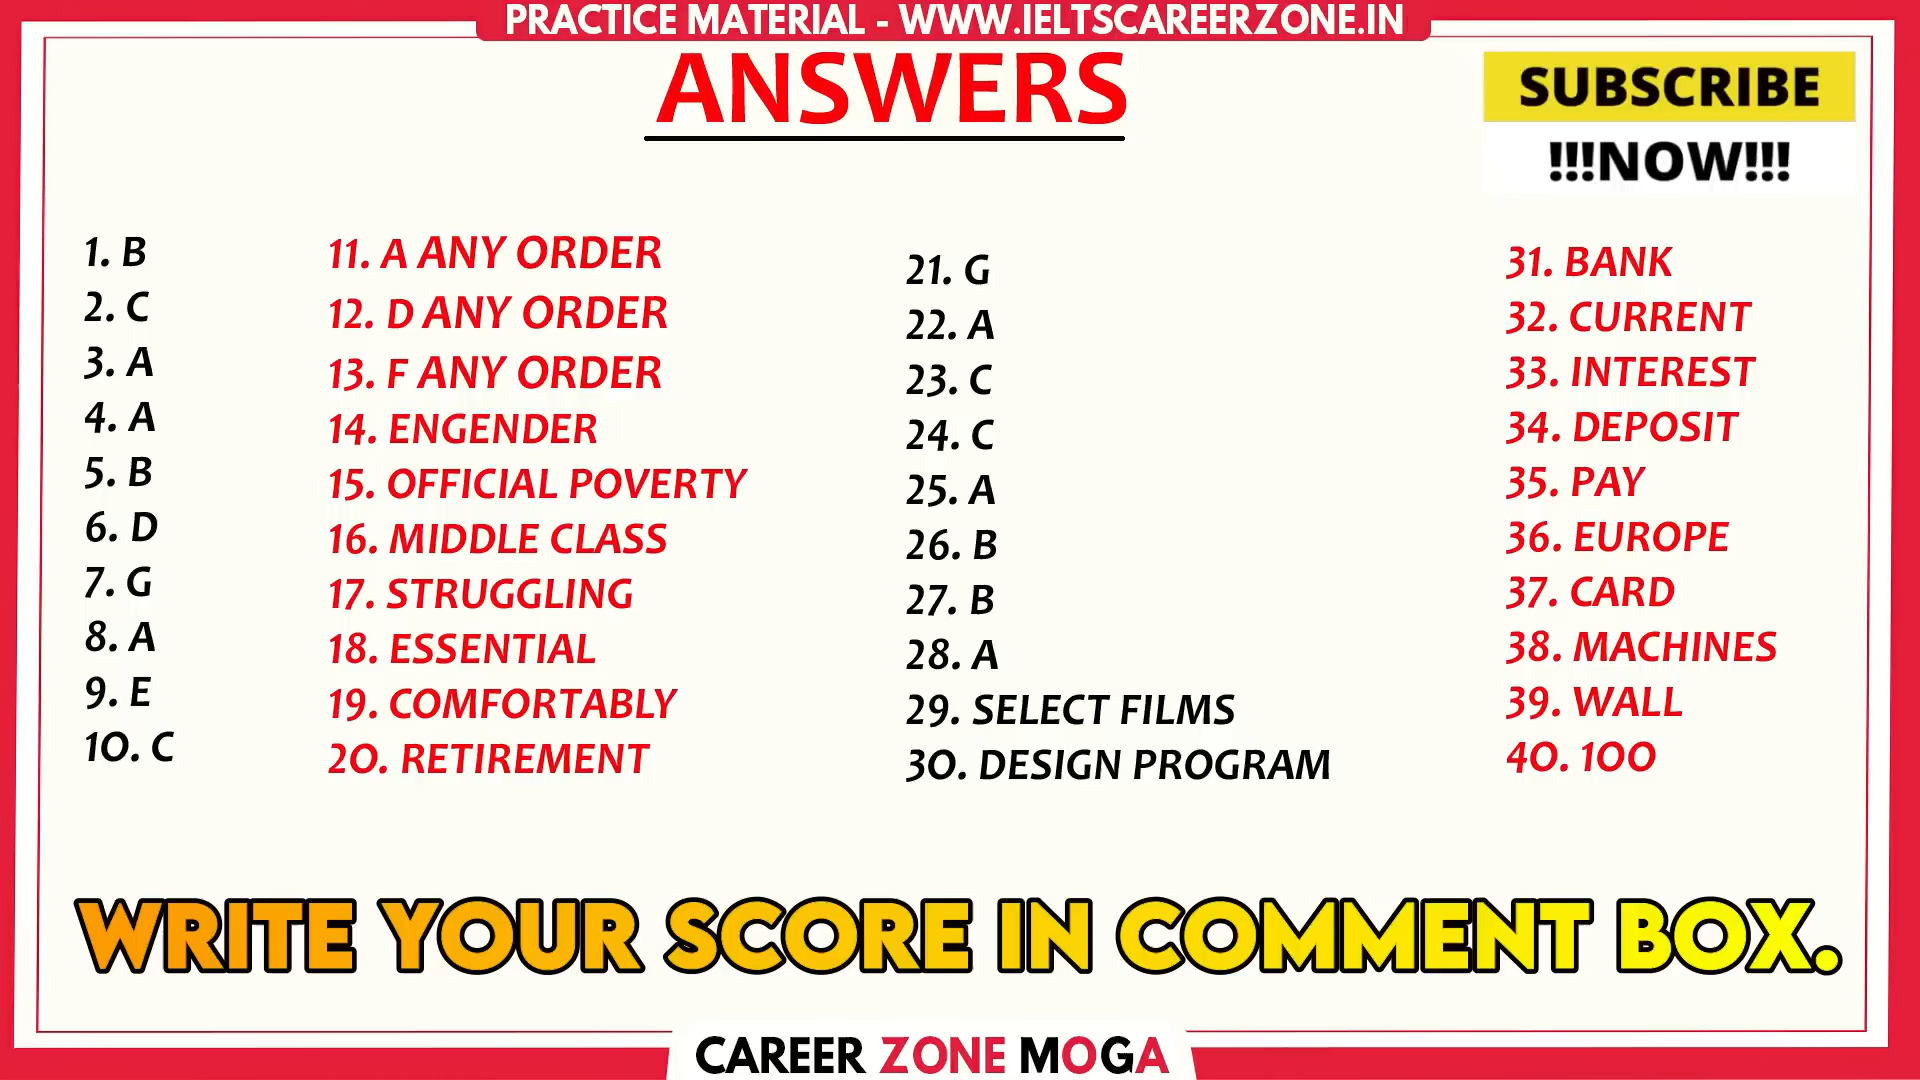 PRACTICE MATERIAL - WWW.IELTSCAREERZONE.IN
ANSWERS
SUBSCRIBE
!!!NOW!!!
1. B
2. C
3. A
4. A
5. B
6. D
7. G
8. A
9. E
10. C
11. A ANY ORDER
12. D ANY ORDER
13. F ANY ORDER
14. ENGENDER
15. OFFICIAL POVERTY
16. MIDDLE CLASS
17. STRUGGLING
18. ESSENTIAL
19. COMFORTABLY
20. RETIREMENT
21. G
22. A
23. C
24. C
25. A
26. B
27. B
28. A
29. SELECT FILMS
30. DESIGN PROGRAM
31. BANK
32. CURRENT
33. INTEREST
34. DEPOSIT
35. PAY
36. EUROPE
37. CARD
38. MACHINES
39. WALL
40. 100
WRITE YOUR SCORE IN COMMENT BOX.
CAREER ZONE MOGA